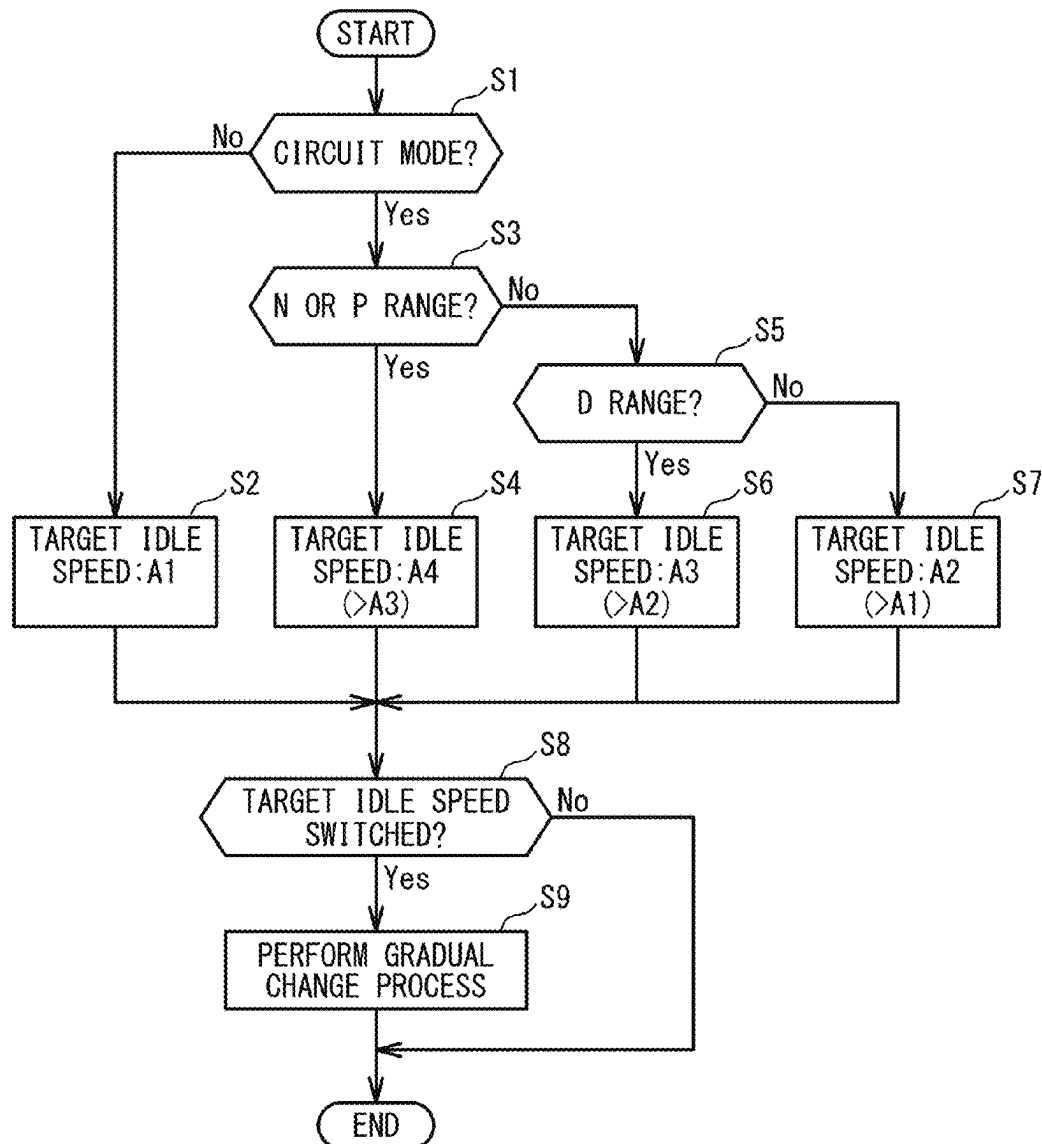 START
S1
No
CIRCUIT MODE?
Yes
S3
N OR P RANGE?
No
Yes
S5
D RANGE?
No
Yes
S2
TARGET IDLE
SPEED:A1
S4
TARGET IDLE
SPEED:A4
(>A3)
S6
TARGET IDLE
SPEED:A3
(>A2)
S7
TARGET IDLE
SPEED:A2
(>A1)
S8
TARGET IDLE SPEED
SWITCHED?
No
Yes
S9
PERFORM GRADUAL
CHANGE PROCESS
END